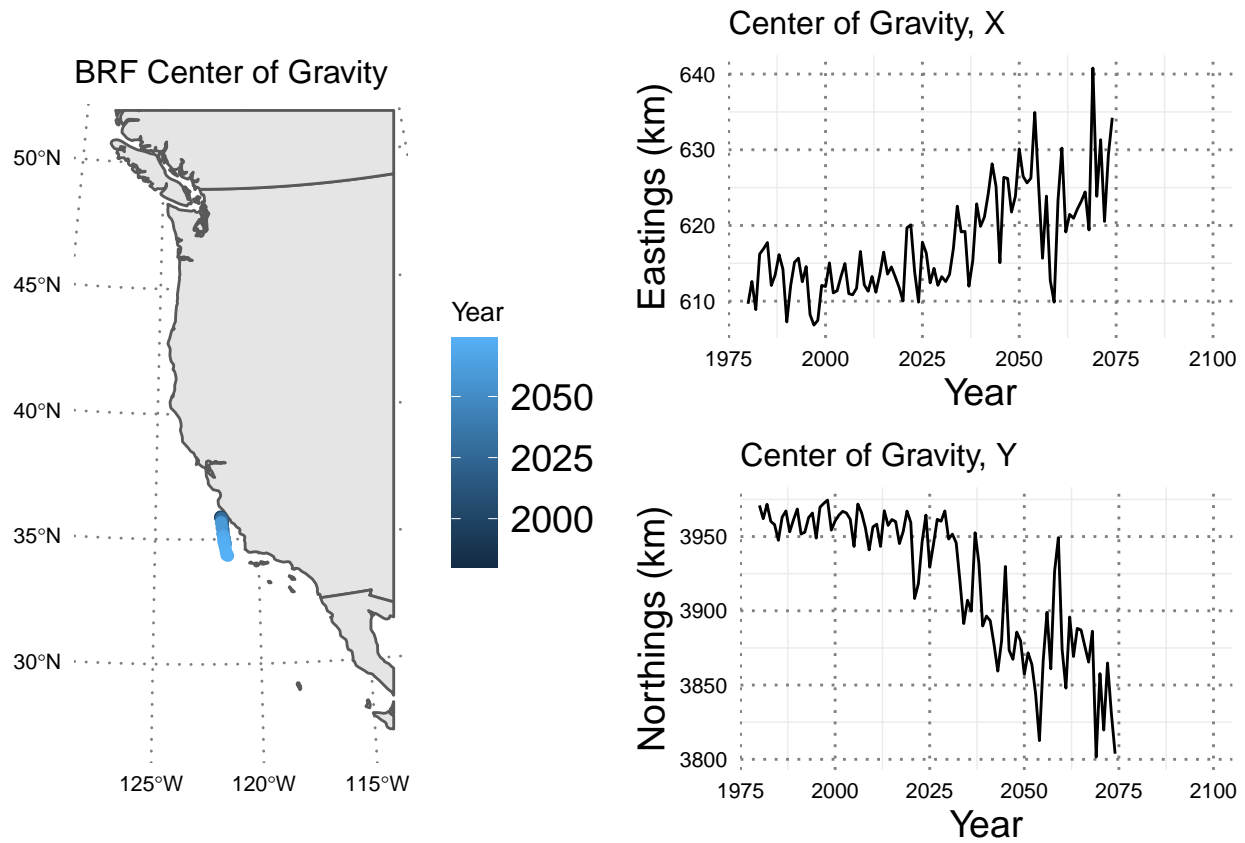 BRF Center of Gravity
50°N
45°N
40°N
35°N
30°N
125°W
120°W
115°W
Year
2050
2025
2000
Center of Gravity, X
Eastings (km)
640
630
620
610
1975
2000
2025
2050
2075
2100
Year
Center of Gravity, Y
Northings (km)
3950
3900
3850
3800
1975
2000
2025
2050
2075
2100
Year